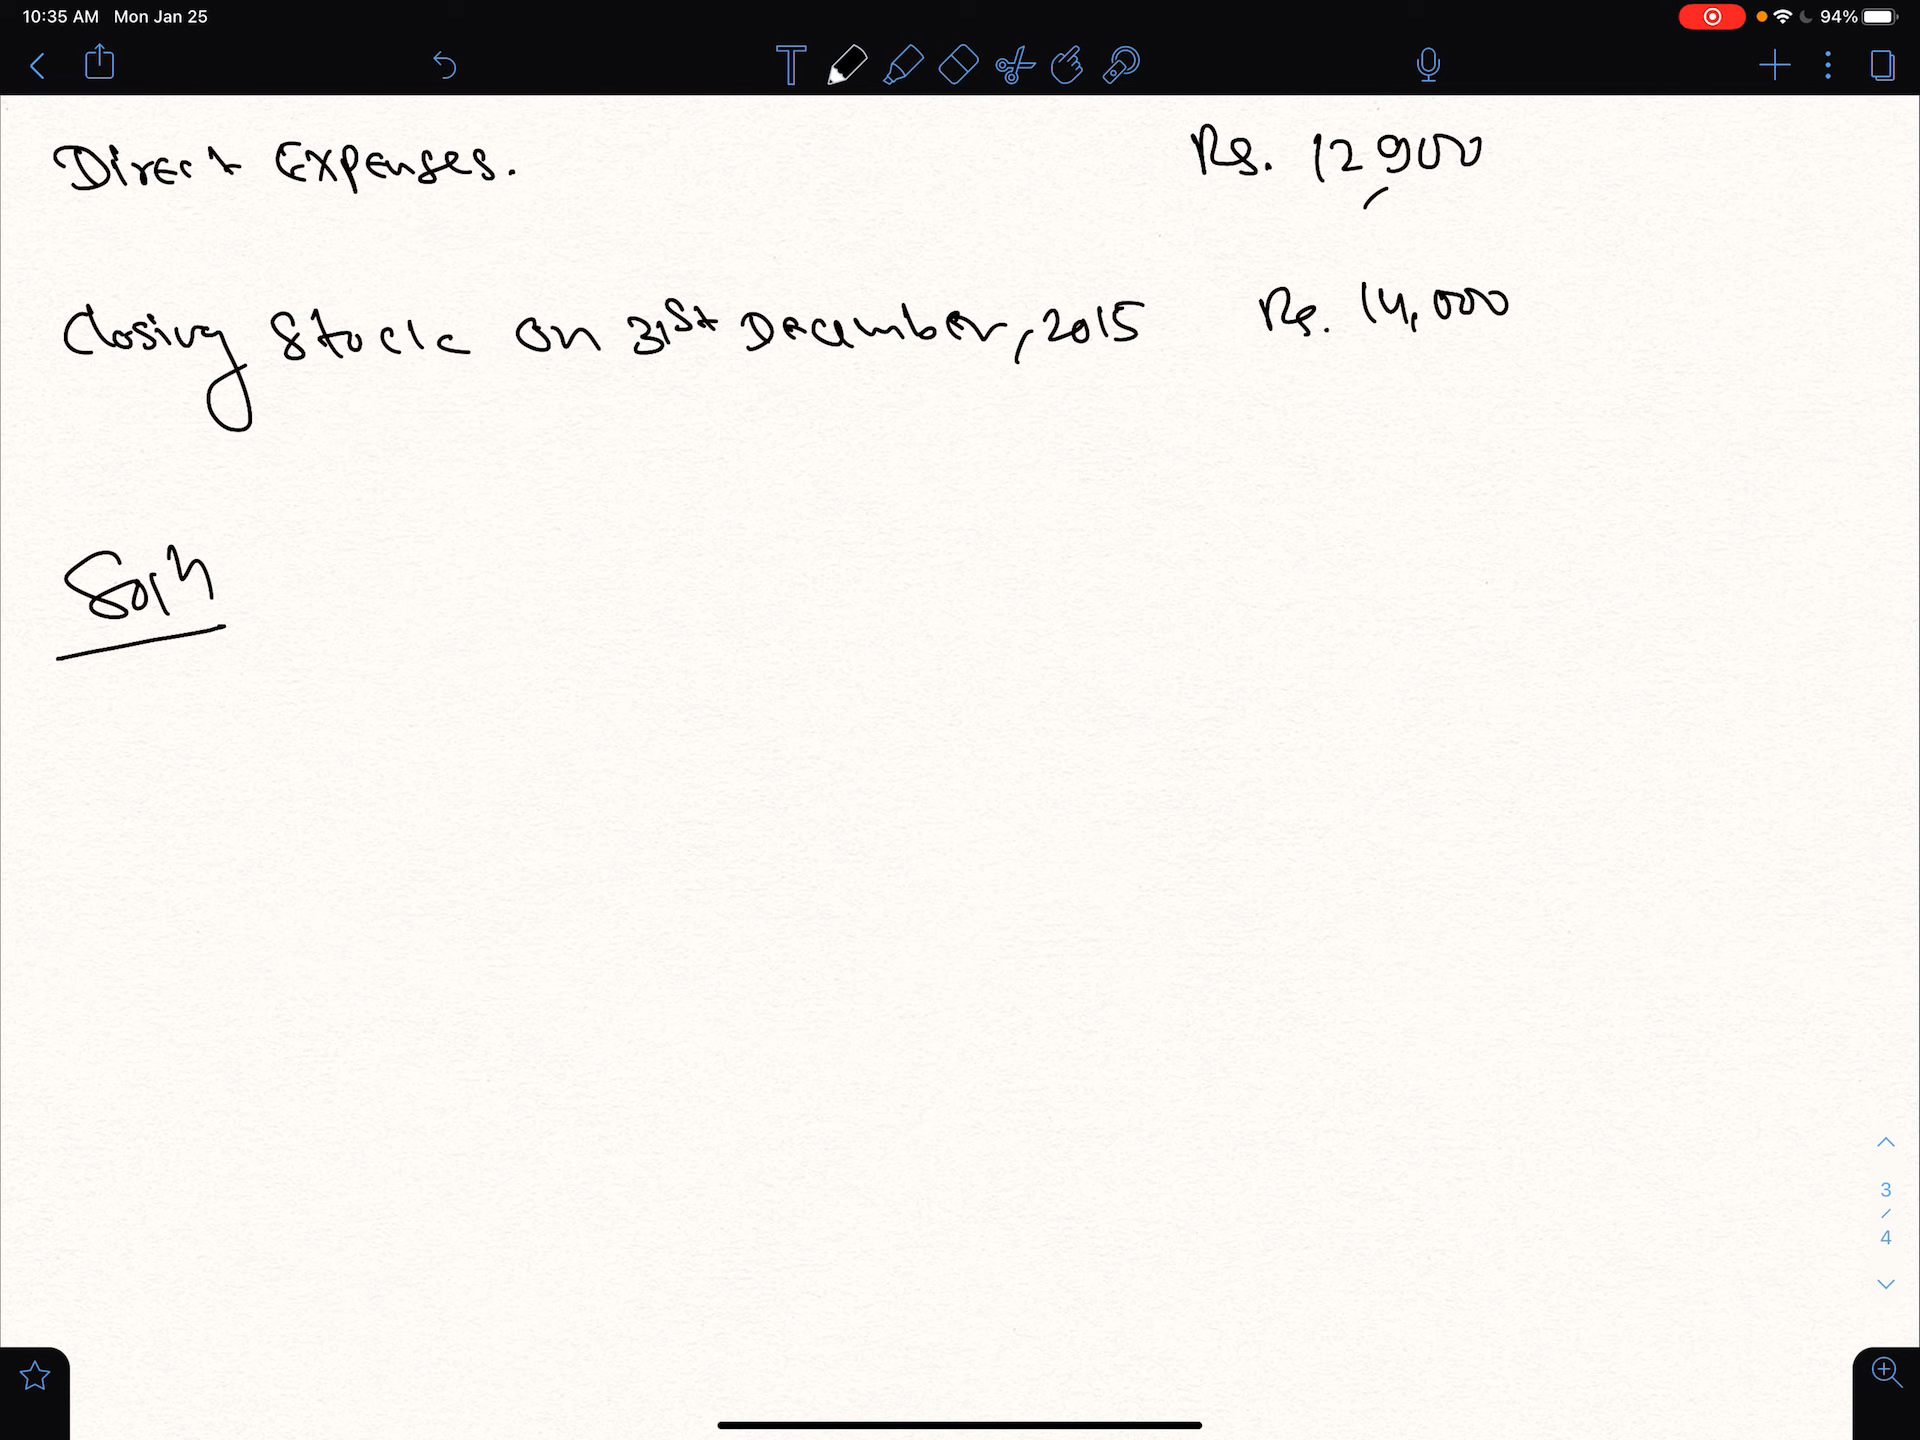 10:35 AM Mon Jan 25 94%
T
Direct Expenses. Rs. 12,900
Closing Stock on 31st December, 2015 Rs. 14,000
Soln
3
/
4